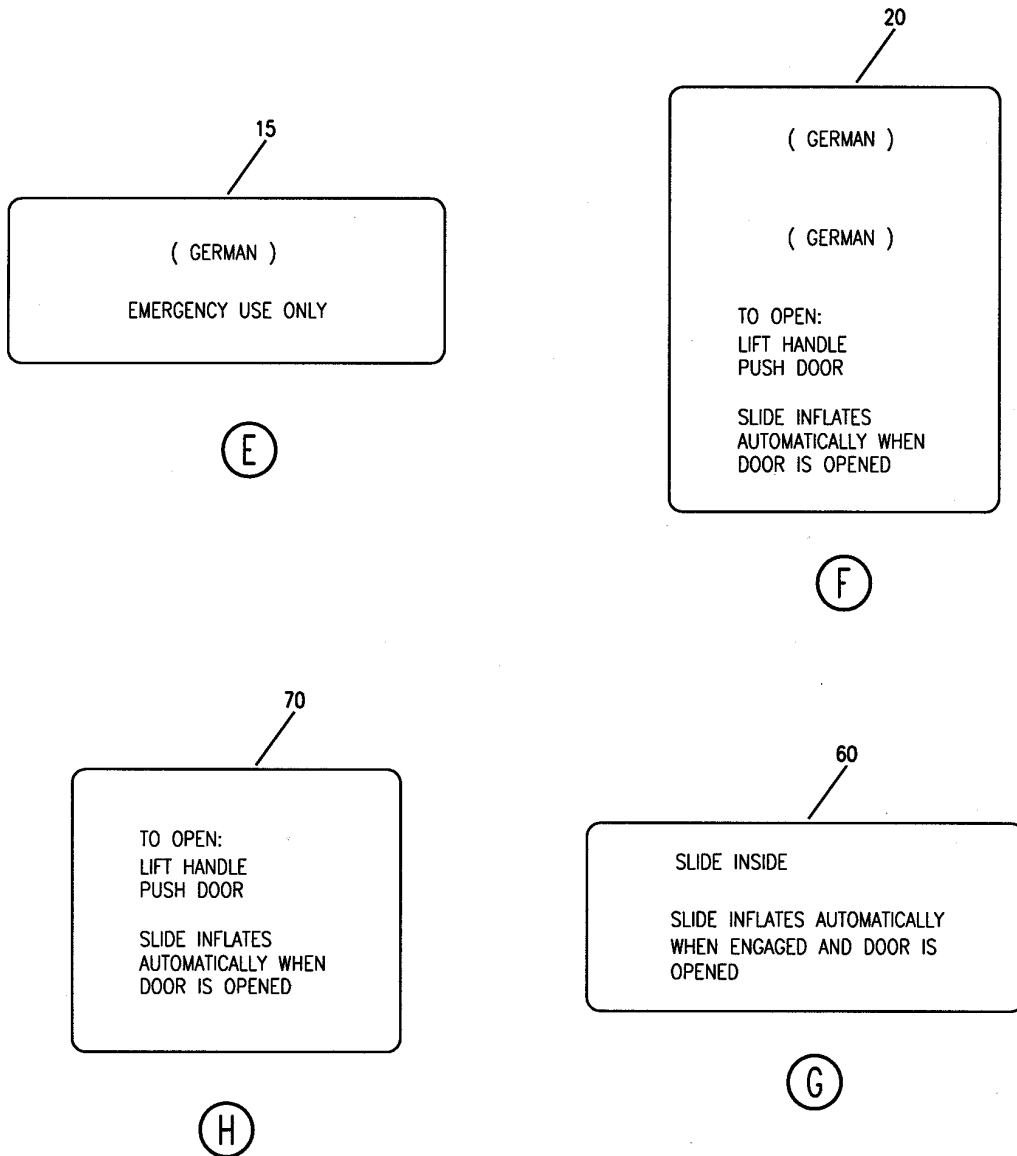 15
( GERMAN )
EMERGENCY USE ONLY
E
20
( GERMAN )
( GERMAN )
TO OPEN:
LIFT HANDLE
PUSH DOOR
SLIDE INFLATES
AUTOMATICALLY WHEN
DOOR IS OPENED
F
70
TO OPEN:
LIFT HANDLE
PUSH DOOR
SLIDE INFLATES
AUTOMATICALLY WHEN
DOOR IS OPENED
H
60
SLIDE INSIDE
SLIDE INFLATES AUTOMATICALLY
WHEN ENGAGED AND DOOR IS
OPENED
G